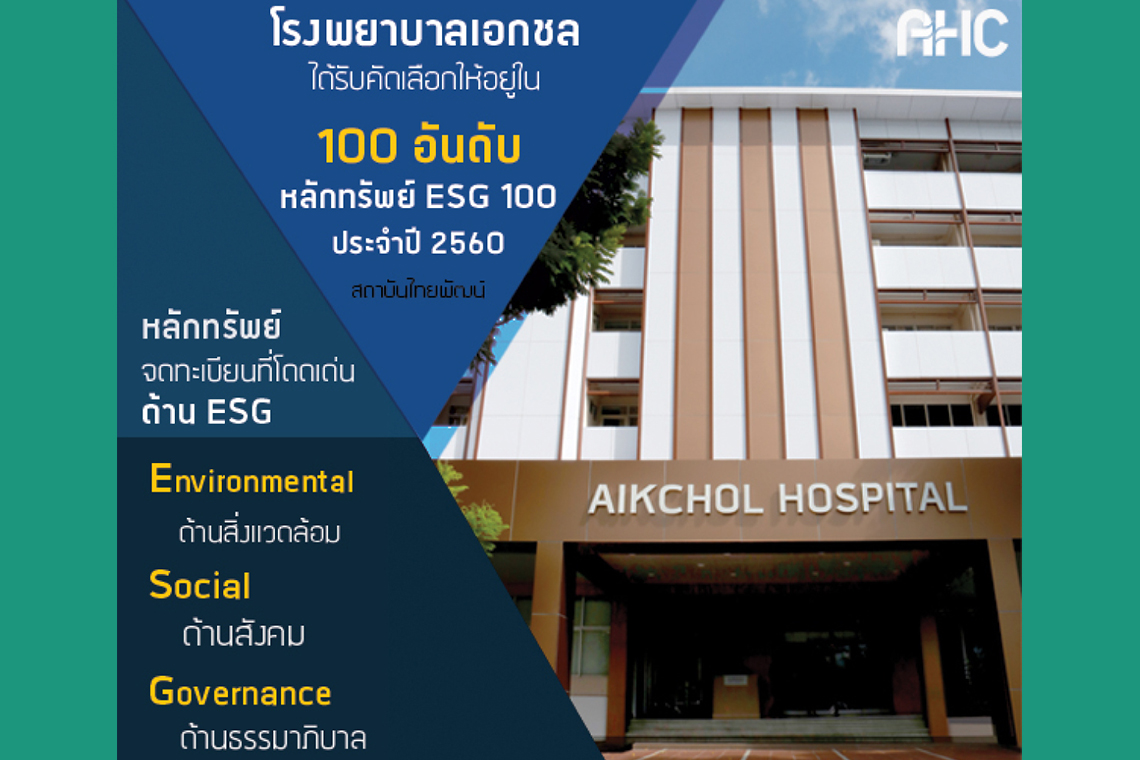 โรงพยาบาลเอกชล
ได้รับคัดเลือกให้อยู่ใน
100 อันดับ
หลักทรัพย์ ESG 100
ประจำปี 2560
สถาบันไทยพัฒน์
หลักทรัพย์
จดทะเบียนที่โดดเด่น
ด้าน ESG
Environmental
ด้านสิ่งแวดล้อม
Social
ด้านสังคม
Governance
ด้านธรรมาภิบาล
AHC
AIKCHOL HOSPITAL